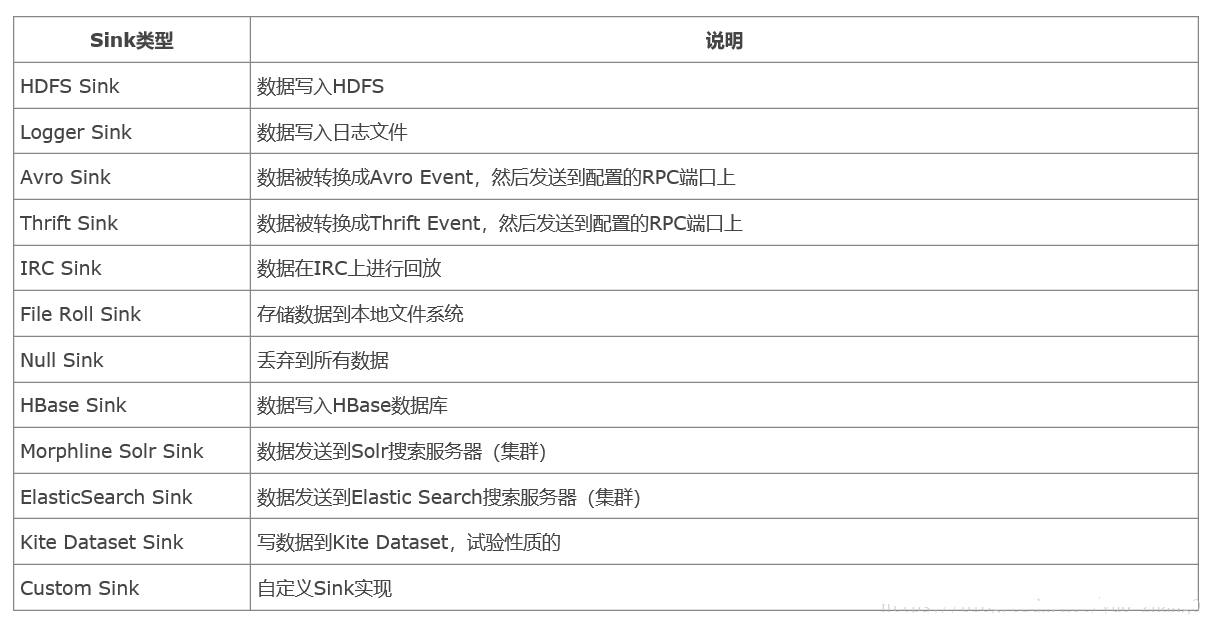 Sink类型 说明
HDFS Sink 数据写入HDFS
Logger Sink 数据写入日志文件
Avro Sink 数据被转换成Avro Event，然后发送到配置的RPC端口上
Thrift Sink 数据被转换成Thrift Event，然后发送到配置的RPC端口上
IRC Sink 数据在IRC上进行回放
File Roll Sink 存储数据到本地文件系统
Null Sink 丢弃到所有数据
HBase Sink 数据写入HBase数据库
Morphline Solr Sink 数据发送到Solr搜索服务器（集群）
ElasticSearch Sink 数据发送到Elastic Search搜索服务器（集群）
Kite Dataset Sink 写数据到Kite Dataset，试验性质的
Custom Sink 自定义Sink实现